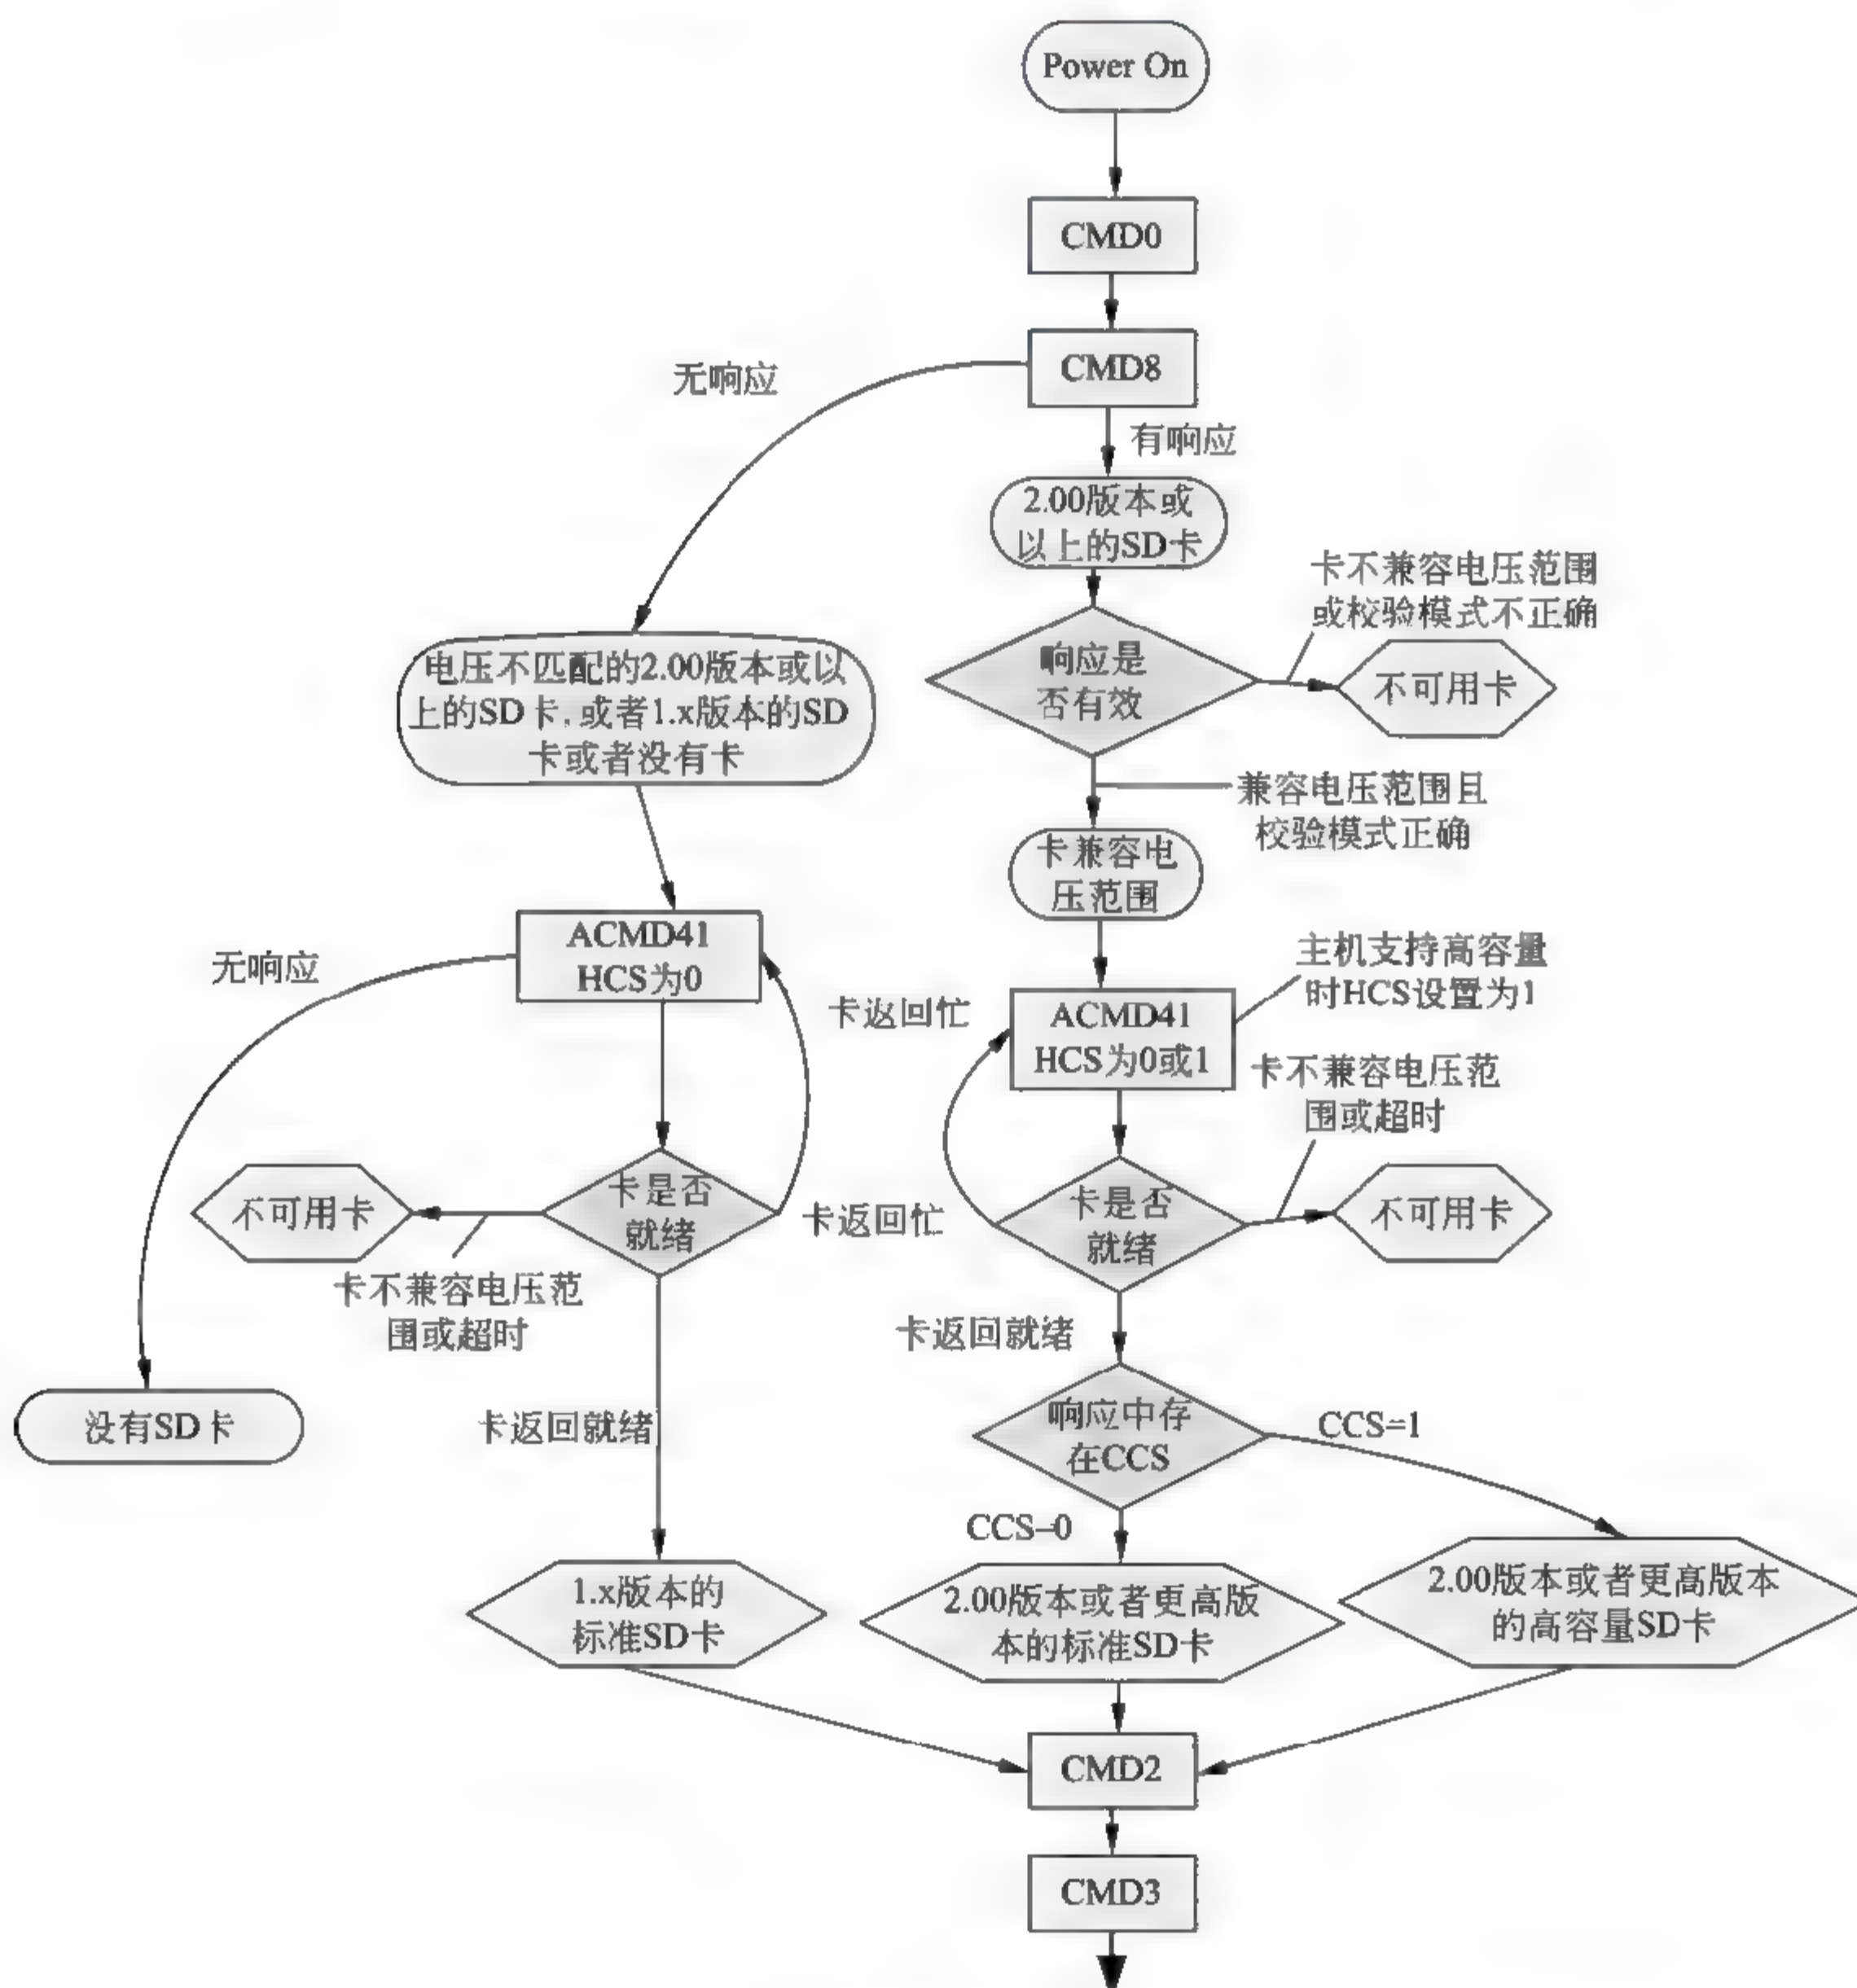 Power On
CMD0
CMD8
无响应
有响应
2.00版本或
以上的SD卡
卡不兼容电压范围
或校验模式不正确
电压不匹配的2.00版本或以
上的SD卡,或者1.x版本的SD
卡或者没有卡
响应是
否有效
不可用卡
兼容电压范围且
校验模式正确
卡兼容电
压范围
ACMD41
HCS为0
无响应
主机支持高容量
时HCS设置为1
卡返回忙
ACMD41
HCS为0或1
卡不兼容电压范
围或超时
不可用卡
卡是否
就绪
卡返回忙
卡是否
就绪
不可用卡
卡不兼容电压范
围或超时
卡返回就绪
没有SD卡
卡返回就绪
响应中存
在CCS
CCS=1
CCS=0
1.x版本的
标准SD卡
2.00版本或者更高版
本的标准SD卡
2.00版本或者更高版本
的高容量SD卡
CMD2
CMD3